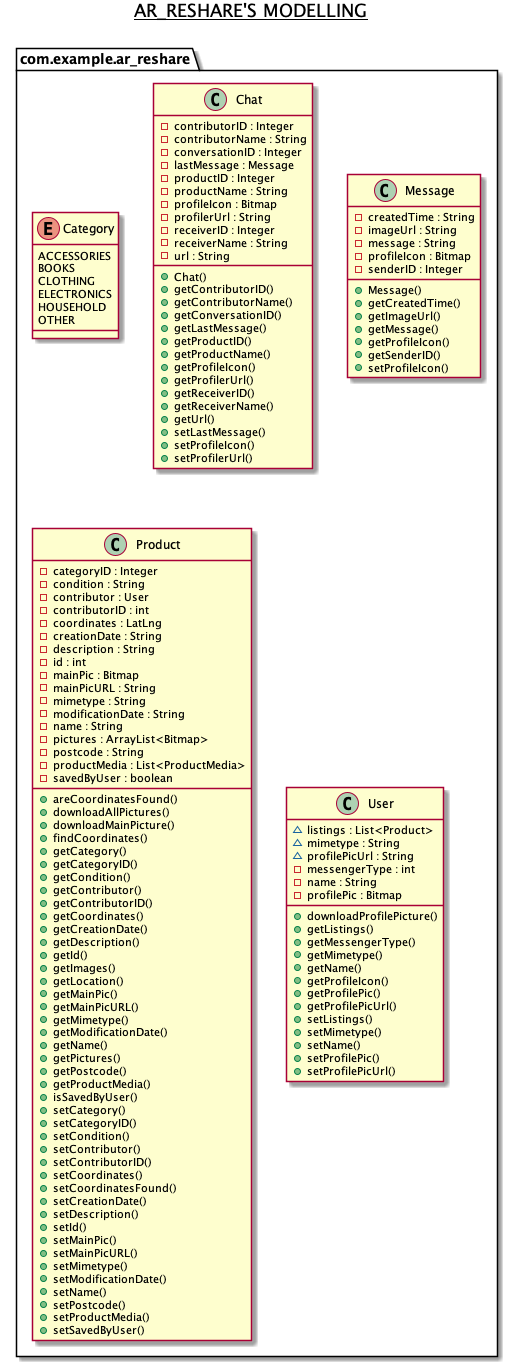 AR_RESHARE'S MODELLING
com.example.ar_reshare
C Chat
contributorID : Integer
contributorName : String
conversationID : Integer
lastMessage : Message
productID : Integer
productName : String
profileIcon : Bitmap
profilerUrl : String
receiverID : Integer
receiverName : String
url : String
Chat()
getContributorID()
getContributorName()
getConversationID()
getLastMessage()
getProductID()
getProductName()
getProfileIcon()
getProfilerUrl()
getReceiverID()
getReceiverName()
getUrl()
setLastMessage()
setProfileIcon()
setProfilerUrl()
C Message
createdTime : String
imageUrl : String
message : String
profileIcon : Bitmap
senderID : Integer
Message()
getCreatedTime()
getImageUrl()
getMessage()
getProfileIcon()
getSenderID()
setProfileIcon()
E Category
ACCESSORIES
BOOKS
CLOTHING
ELECTRONICS
HOUSEHOLD
OTHER
C Product
categoryID : Integer
condition : String
contributor : User
contributorID : int
coordinates : LatLng
creationDate : String
description : String
id : int
mainPic : Bitmap
mainPicURL : String
mimetype : String
modificationDate : String
name : String
pictures : ArrayList<Bitmap>
postcode : String
productMedia : List<ProductMedia>
savedByUser : boolean
areCoordinatesFound()
downloadAllPictures()
downloadMainPicture()
findCoordinates()
getCategory()
getCategoryID()
getCondition()
getContributor()
getContributorID()
getCoordinates()
getCreationDate()
getDescription()
getId()
getImages()
getLocation()
getMainPic()
getMainPicURL()
getMimetype()
getModificationDate()
getName()
getPictures()
getPostcode()
getProductMedia()
isSavedByUser()
setCategory()
setCategoryID()
setCondition()
setContributor()
setContributorID()
setCoordinates()
setCoordinatesFound()
setCreationDate()
setDescription()
setId()
setMainPic()
setMainPicURL()
setMimetype()
setModificationDate()
setName()
setPostcode()
setProductMedia()
setSavedByUser()
C User
listings : List<Product>
mimetype : String
profilePicUrl : String
messengerType : int
name : String
profilePic : Bitmap
downloadProfilePicture()
getListings()
getMessengerType()
getMimetype()
getName()
getProfileIcon()
getProfilePic()
getProfilePicUrl()
setListings()
setMimetype()
setName()
setProfilePic()
setProfilePicUrl()